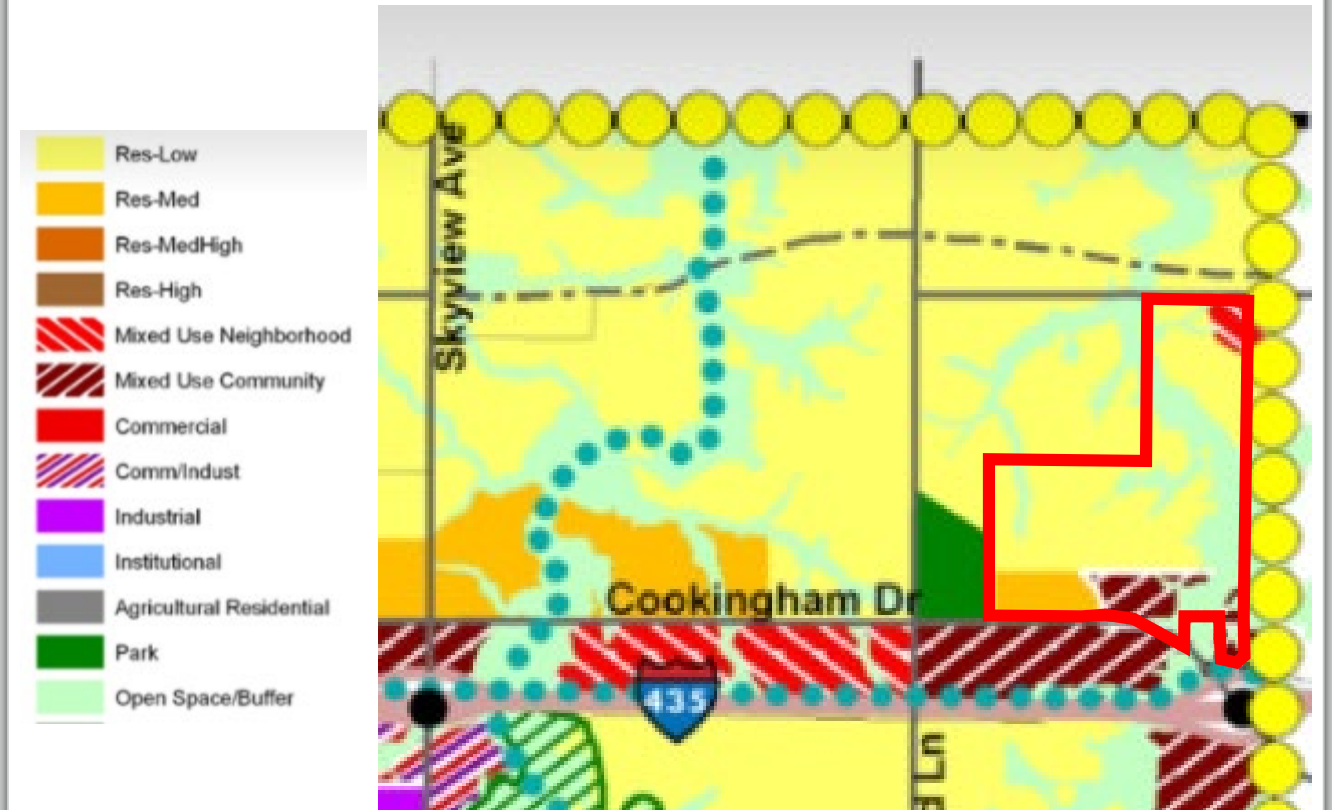 Res-Low
Res-Med
Res-MedHigh
Res-High
Mixed Use Neighborhood
Mixed Use Community
Commercial
Comm/Indust
Industrial
Institutional
Agricultural Residential
Park
Open Space/Buffer
Skyview Ave
Cookingham Dr
435
Ln